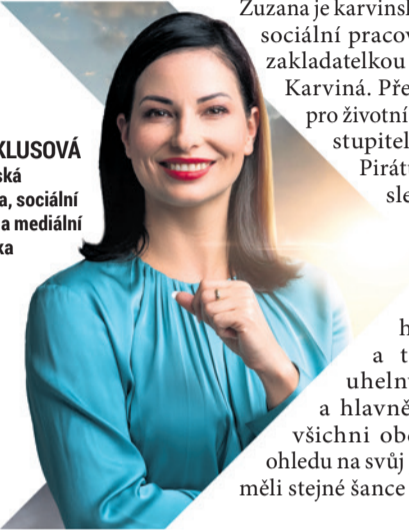 KLUSOVÁ
ská
a, sociální
a mediální
ka
Zuzana je karvinsk
sociální pracov
zakladatelkou
Karviná. Pře
pro životní
stupitel
Pirát
sle
h
a t
uheln
a hlavně
všichni obč
ohledu na svůj
měli stejné šance